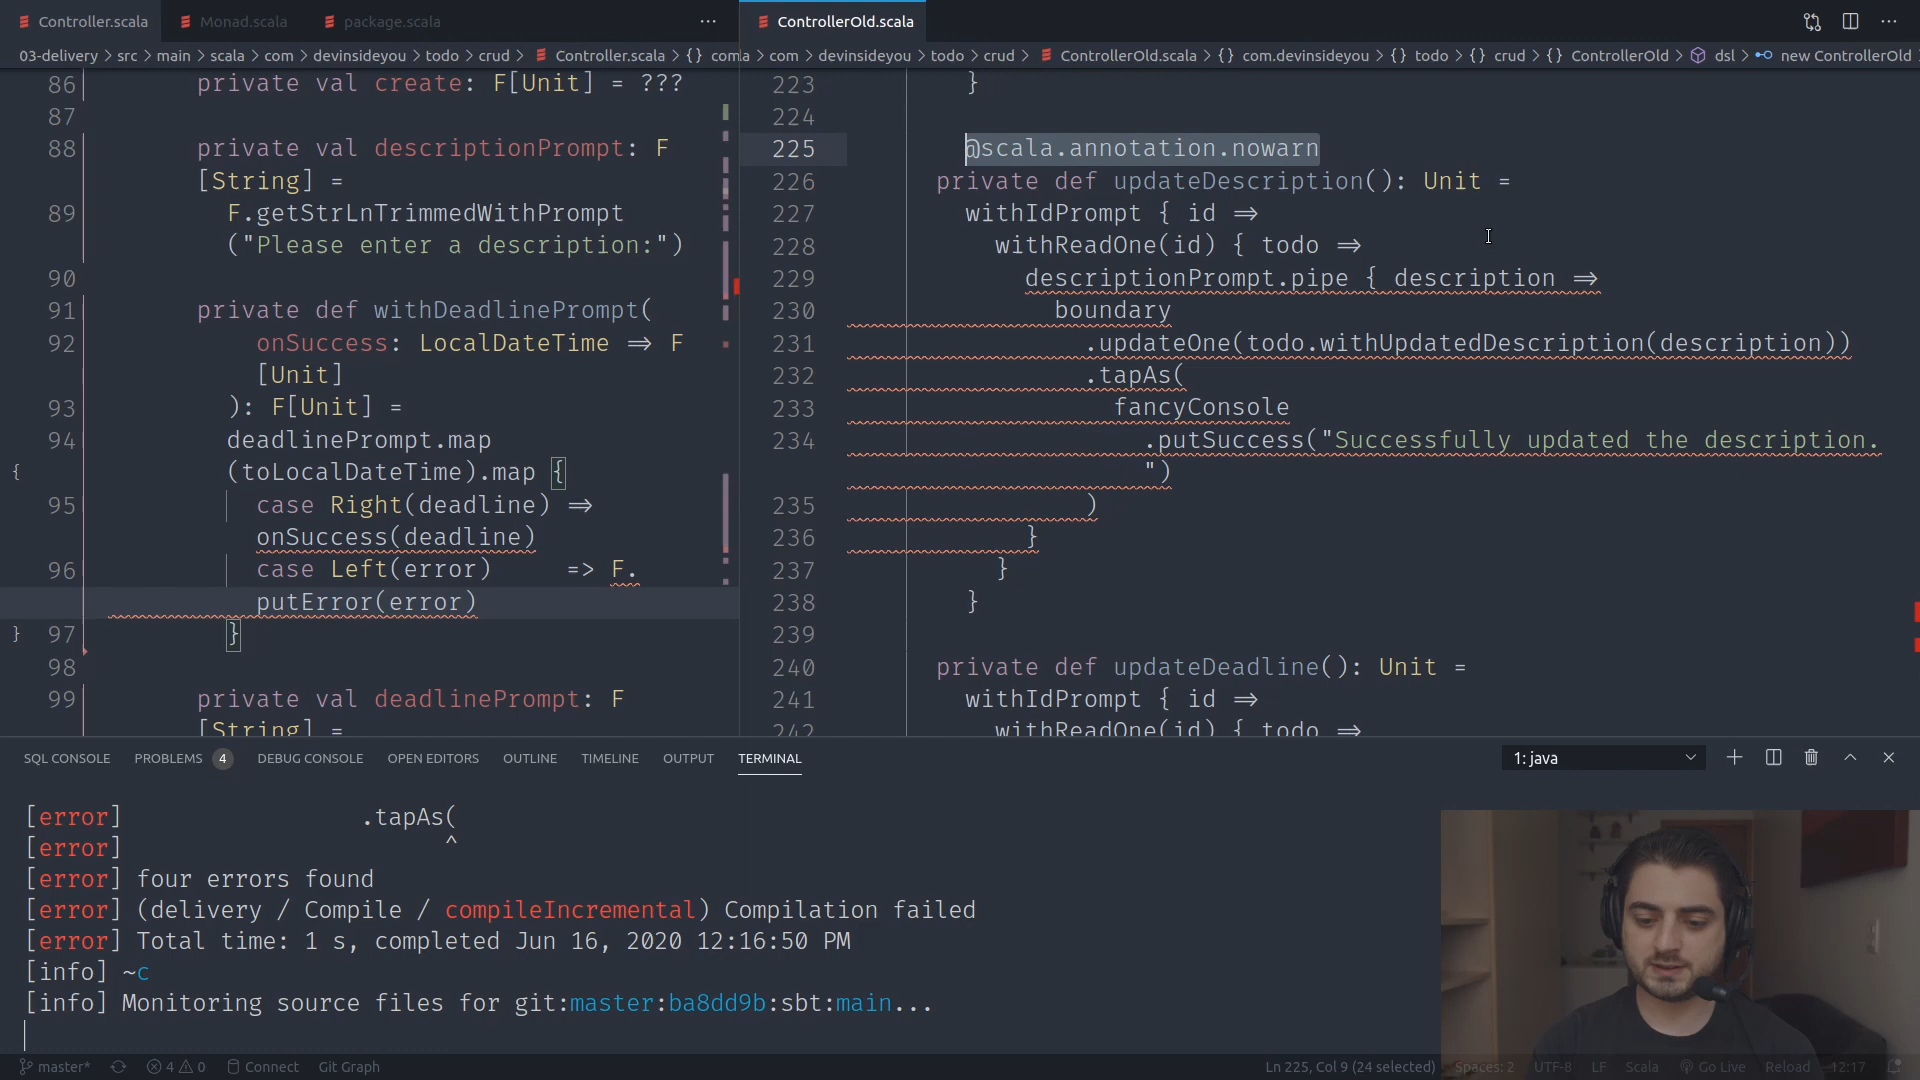 Controller.scala
Monad.scala
package.scala
...
ControllerOld.scala
...
03-delivery > src > main > scala > com > devinsideyou > todo > crud > Controller.scala > {} com
a > com > devinsideyou > todo > crud > ControllerOld.scala > {} com.devinsideyou > {} todo > {} crud > {} ControllerOld > dsl > new ControllerOld
86 private val create: F[Unit] = ???
87
88 private val descriptionPrompt: F
[String] =
89 F.getStrLnTrimmedWithPrompt
("Please enter a description:")
90
91 private def withDeadlinePrompt(
92 onSuccess: LocalDateTime ⇒ F
[Unit]
93 ): F[Unit] =
94 deadlinePrompt.map
{ (toLocalDateTime).map {
95 case Right(deadline) ⇒
onSuccess(deadline)
96 case Left(error) => F.
putError(error)
} 97 }
98
99 private val deadlinePrompt: F
[String] =
223 }
224
225 @scala.annotation.nowarn
226 private def updateDescription(): Unit =
227 withIdPrompt { id ⇒
228 withReadOne(id) { todo ⇒
229 descriptionPrompt.pipe { description ⇒
230 boundary
231 .updateOne(todo.withUpdatedDescription(description))
232 .tapAs(
233 fancyConsole
234 .putSuccess("Successfully updated the description.
")
235 )
236 }
237 }
238 }
239
240 private def updateDeadline(): Unit =
241 withIdPrompt { id ⇒
242 withReadOne(id) { todo ⇒
SQL CONSOLE PROBLEMS 4 DEBUG CONSOLE OPEN EDITORS OUTLINE TIMELINE OUTPUT TERMINAL
1: java
[error] .tapAs(
[error] ^
[error] four errors found
[error] (delivery / Compile / compileIncremental) Compilation failed
[error] Total time: 1 s, completed Jun 16, 2020 12:16:50 PM
[info] ~c
[info] Monitoring source files for git:master:ba8dd9b:sbt:main...
master* 4 0 Connect Git Graph
Ln 225, Col 9 (24 selected) Spaces: 2 UTF-8 LF Scala Go Live Reload 12:17